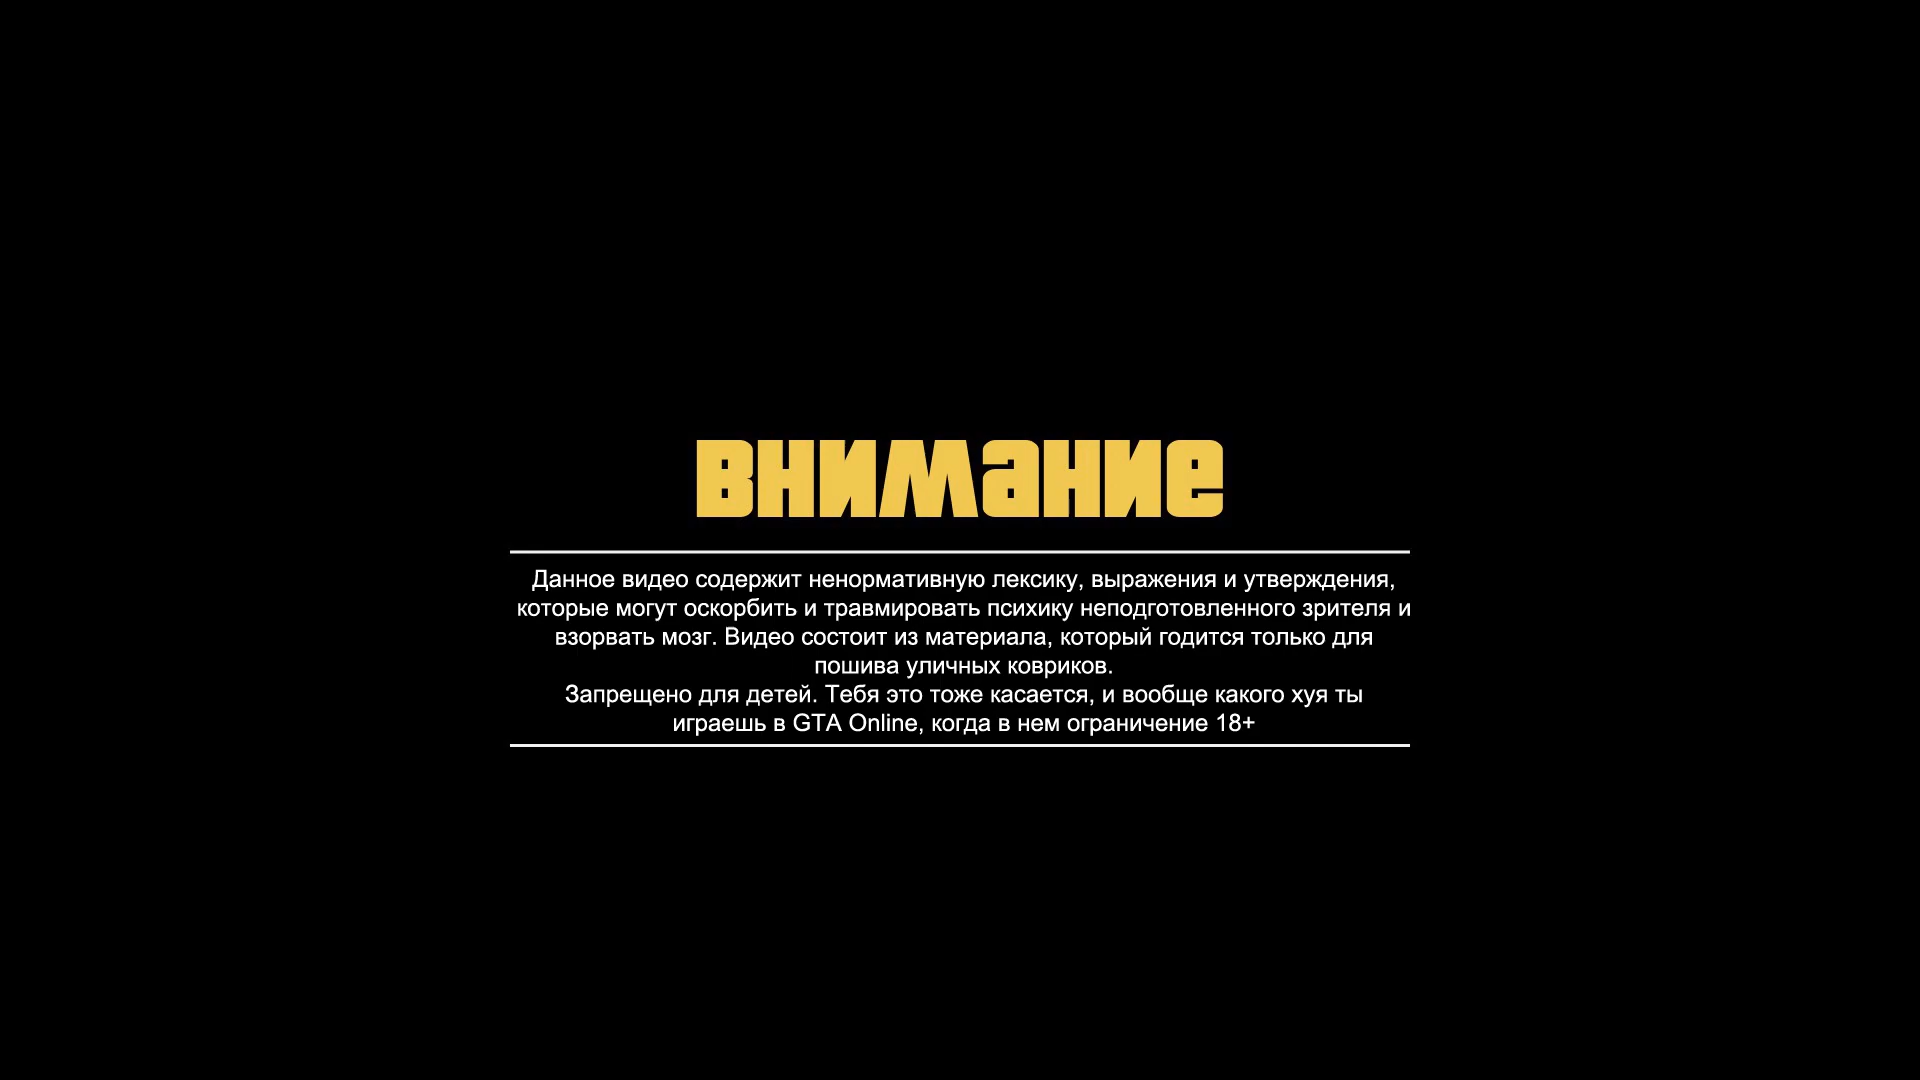 внимание
Данное видео содержит ненормативную лексику, выражения и утверждения,
которые могут оскорбить и травмировать психику неподготовленного зрителя и
взорвать мозг. Видео состоит из материала, который годится только для
пошива уличных ковриков.
Запрещено для детей. Тебя это тоже касается, и вообще какого хуя ты
играешь в GTA Online, когда в нем ограничение 18+